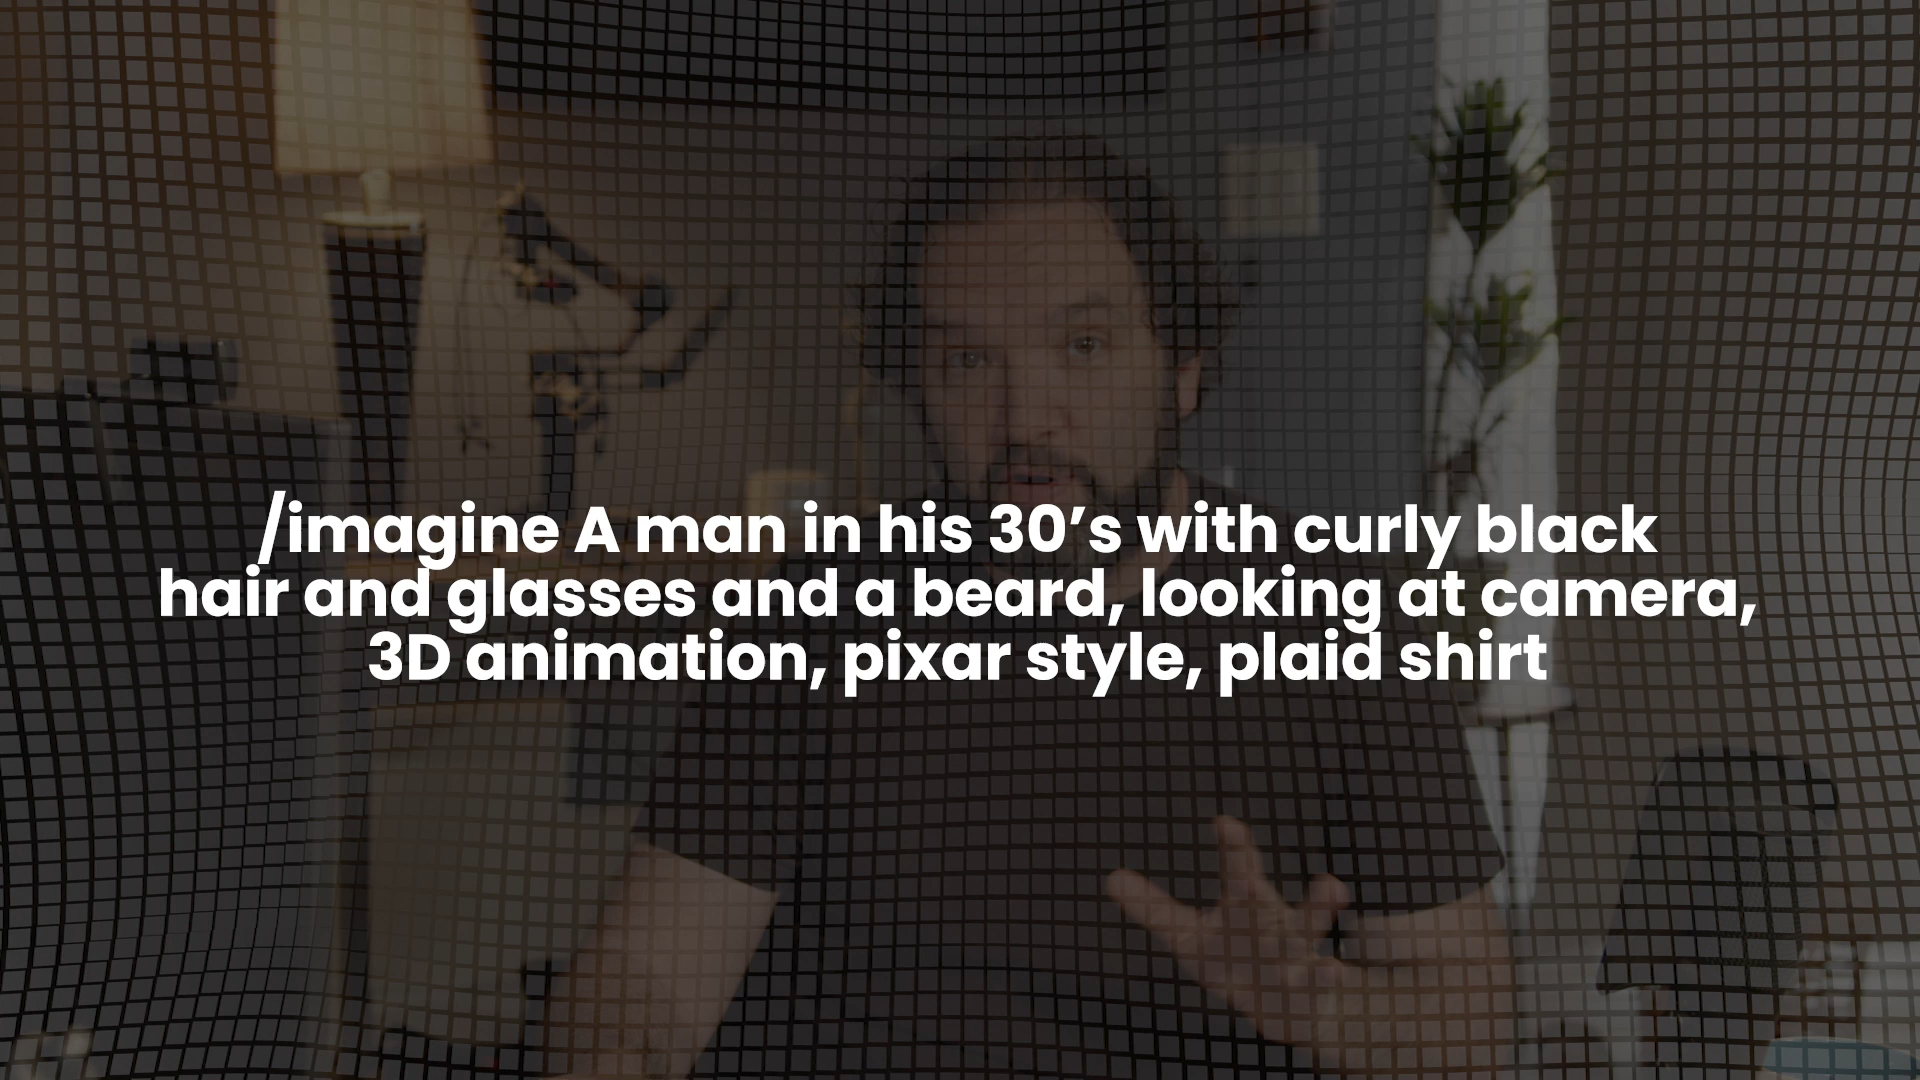 /imagine A man in his 30’s with curly black
hair and glasses and a beard, looking at camera,
3D animation, pixar style, plaid shirt